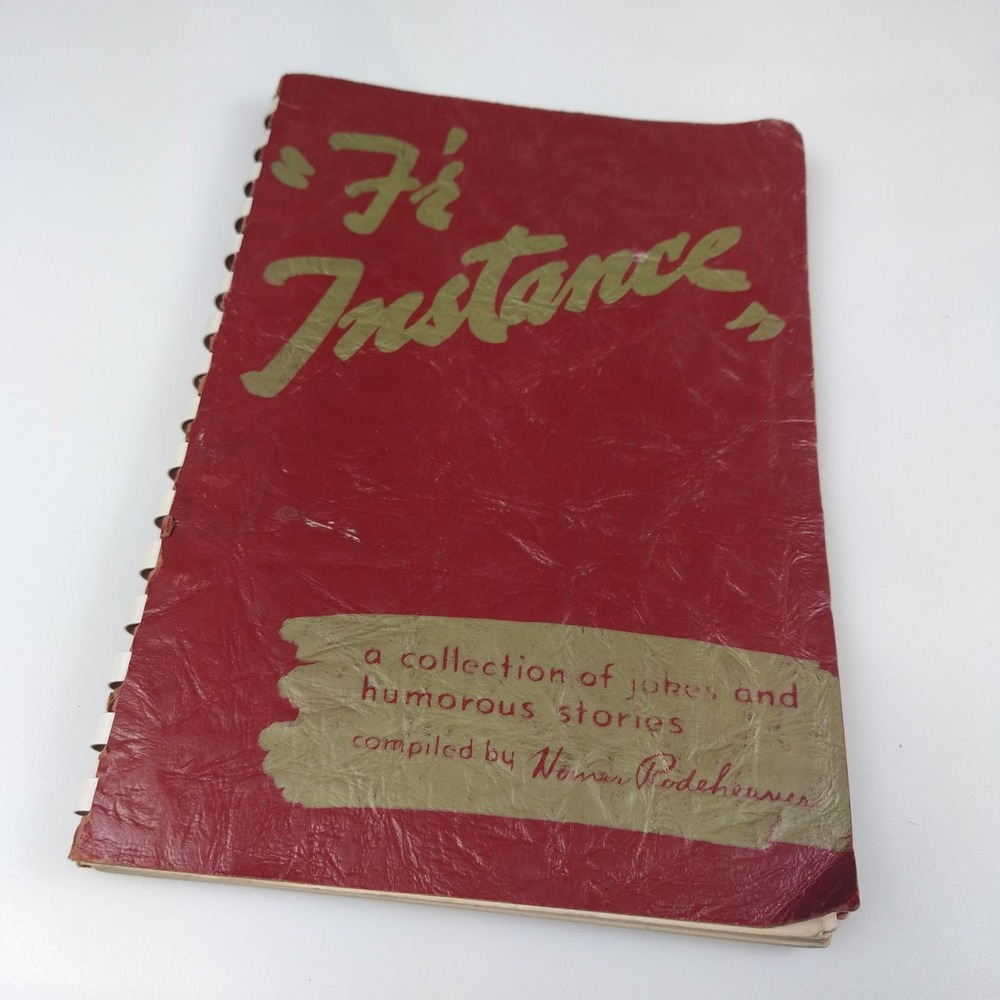 "F'r
Instance"
a collection of jokes and
humorous stories
compiled by Homer Rodeheaver